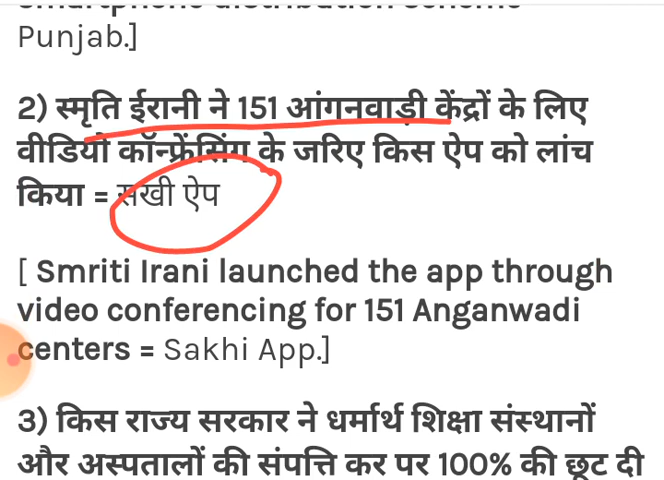 Punjab.]
2) स्मृति ईरानी ने 151 आंगनवाड़ी केंद्रों के लिए
वीडियो कॉन्फ्रेंसिंग के जरिए किस ऐप को लांच
किया = सखी ऐप
[ Smriti Irani launched the app through
video conferencing for 151 Anganwadi
centers = Sakhi App.]
3) किस राज्य सरकार ने धर्मार्थ शिक्षा संस्थानों
और अस्पतालों की संपत्ति कर पर 100% की छूट दी